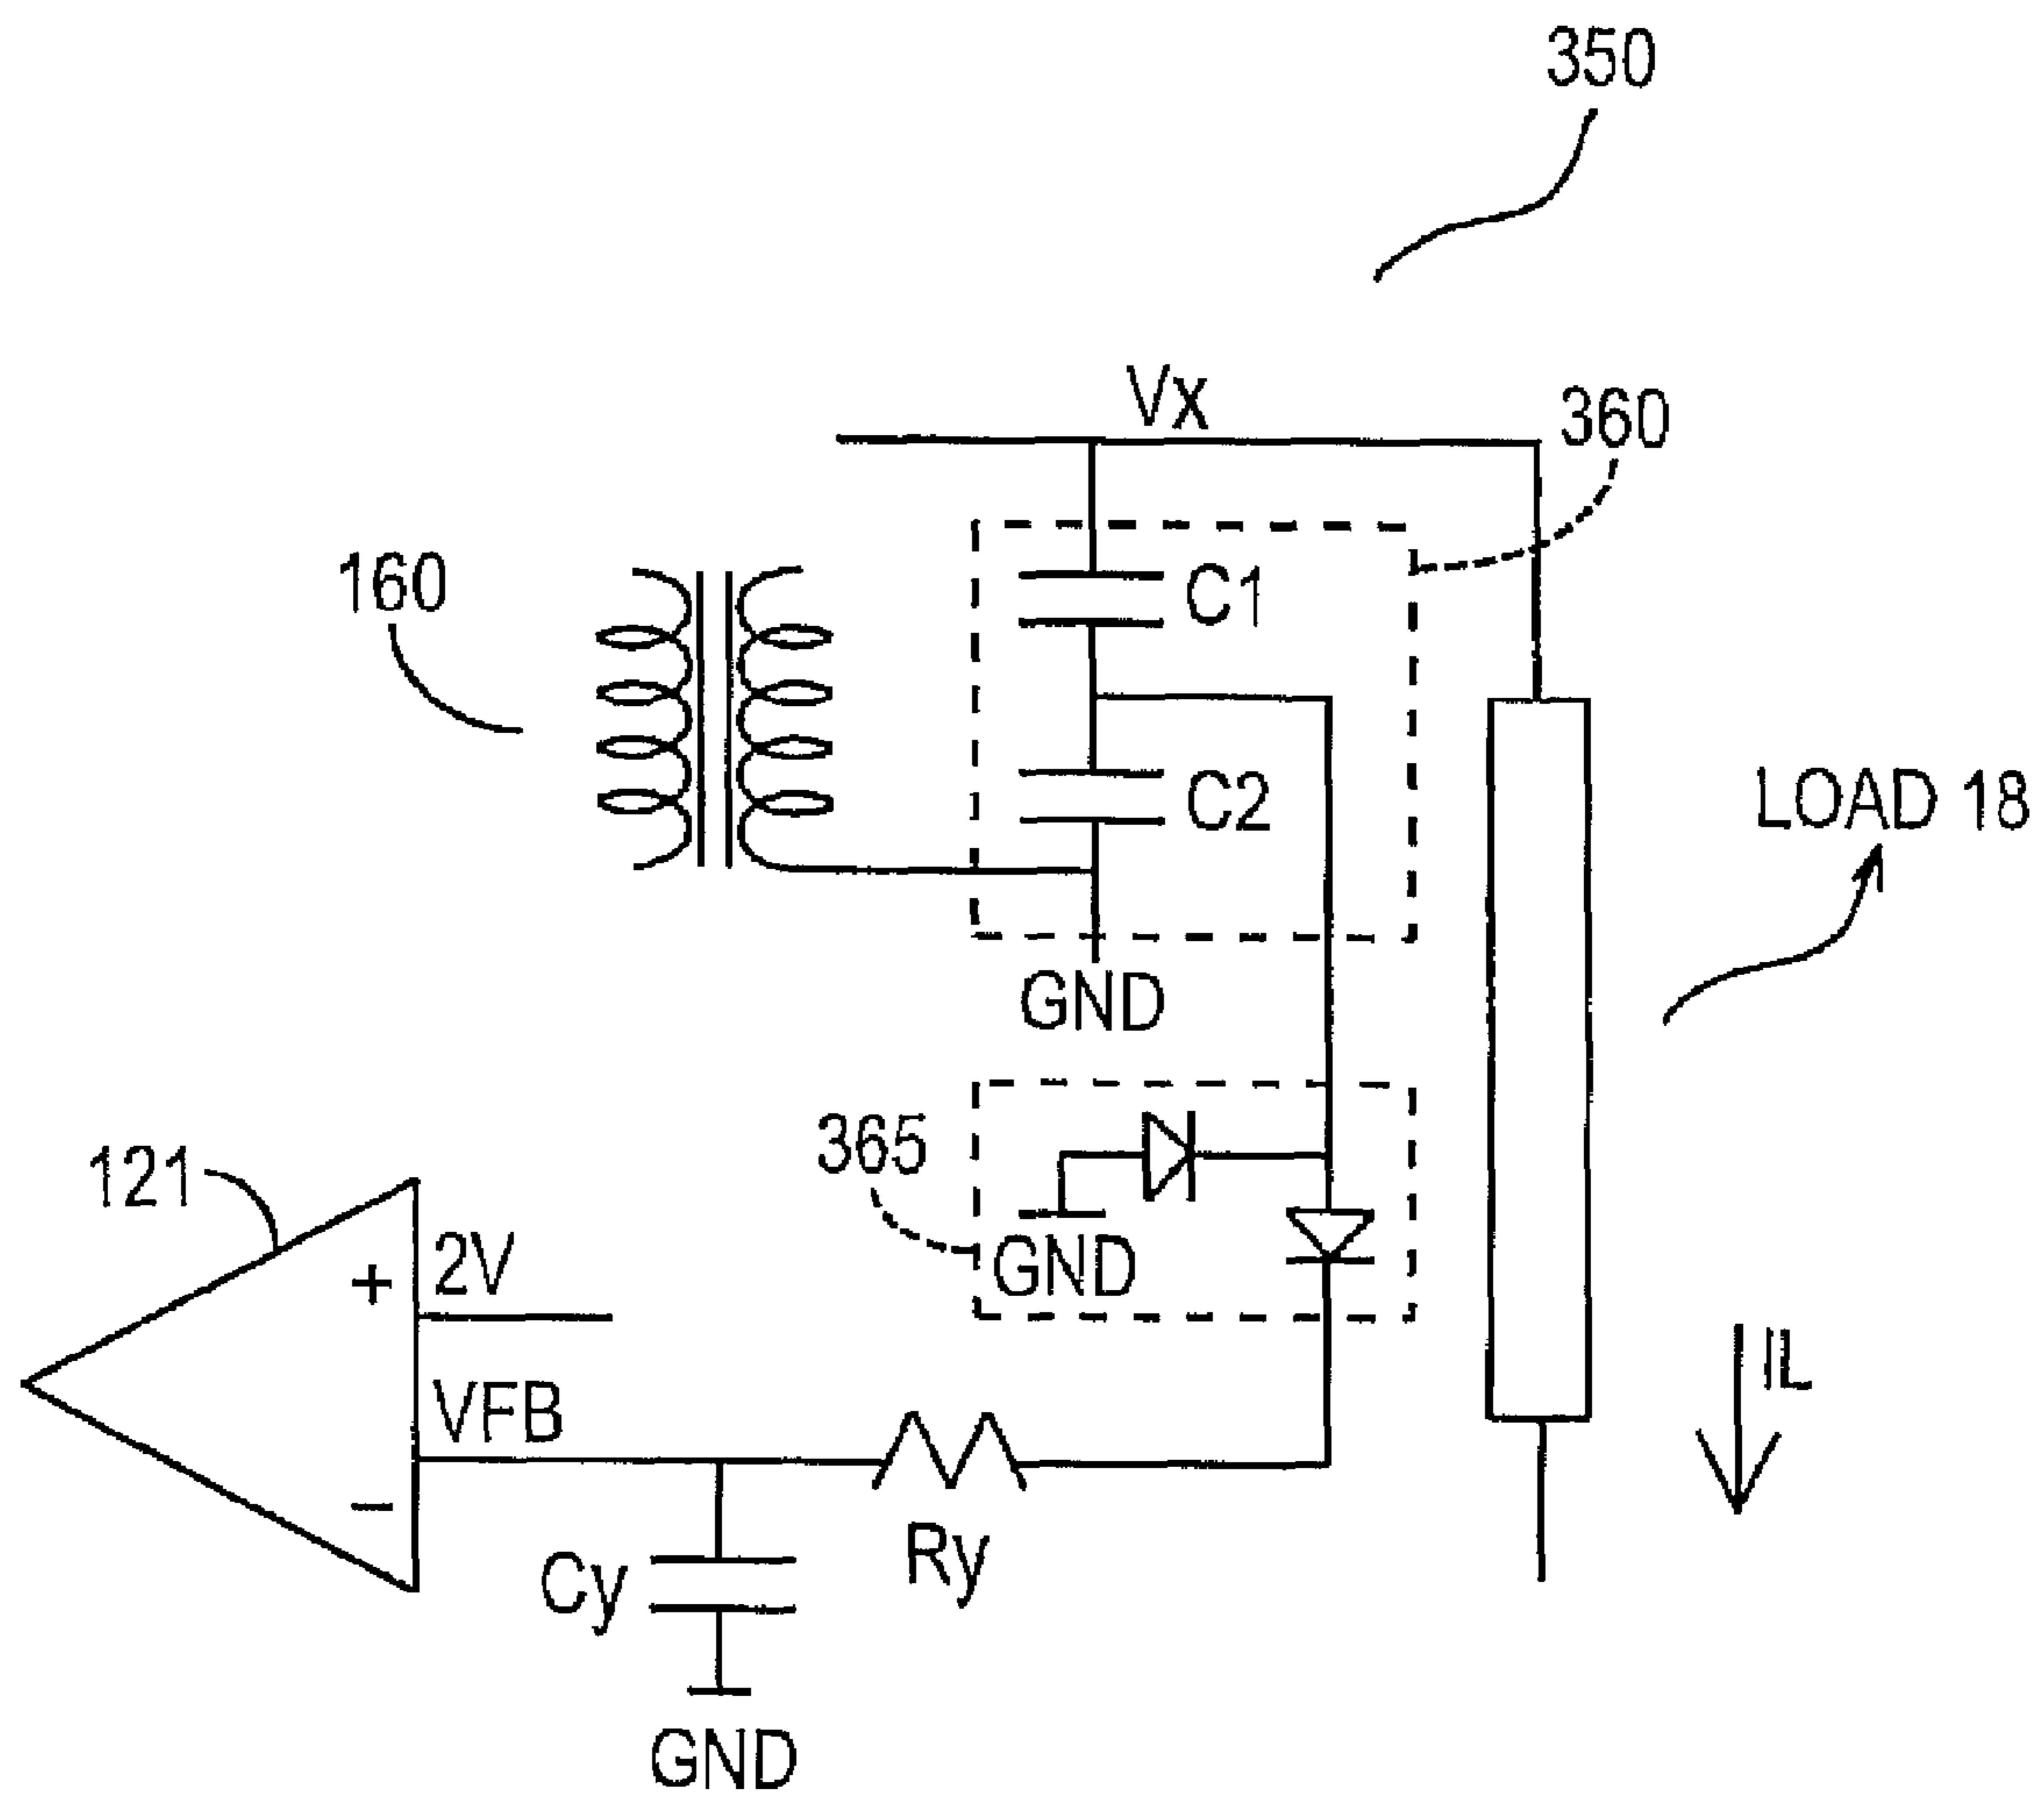 350
Vx
360
160
C1
C2
LOAD 18
GND
365
121
2V
+
GND
IL
VFB
−
Ry
Cy
GND